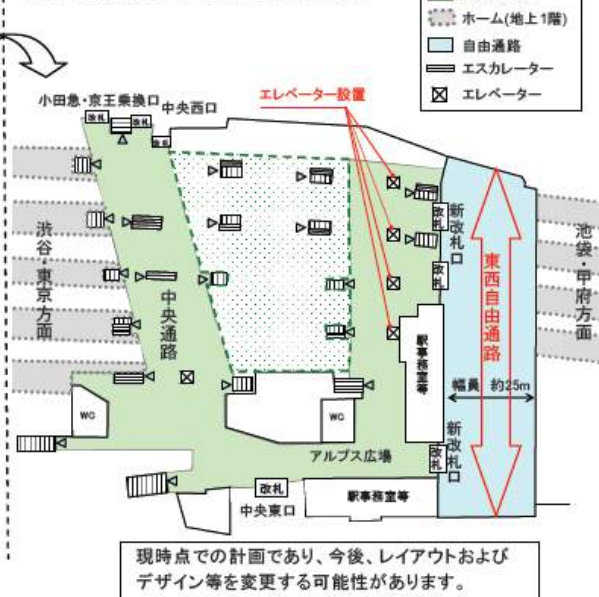 ホーム(地上1階)
自由通路
エスカレーター
エレベーター
エレベーター設置
小田急・京王乗換口
中央西口
改札
改札
改札
改札
新改札口
改札
渋谷・東京方面
池袋・甲府方面
東西自由通路
中央通路
駅事務室等
幅員 約25m
WC
WC
新改札口
改札
アルプス広場
改札
中央東口
駅事務室等
現時点での計画であり、今後、レイアウトおよび
デザイン等を変更する可能性があります。